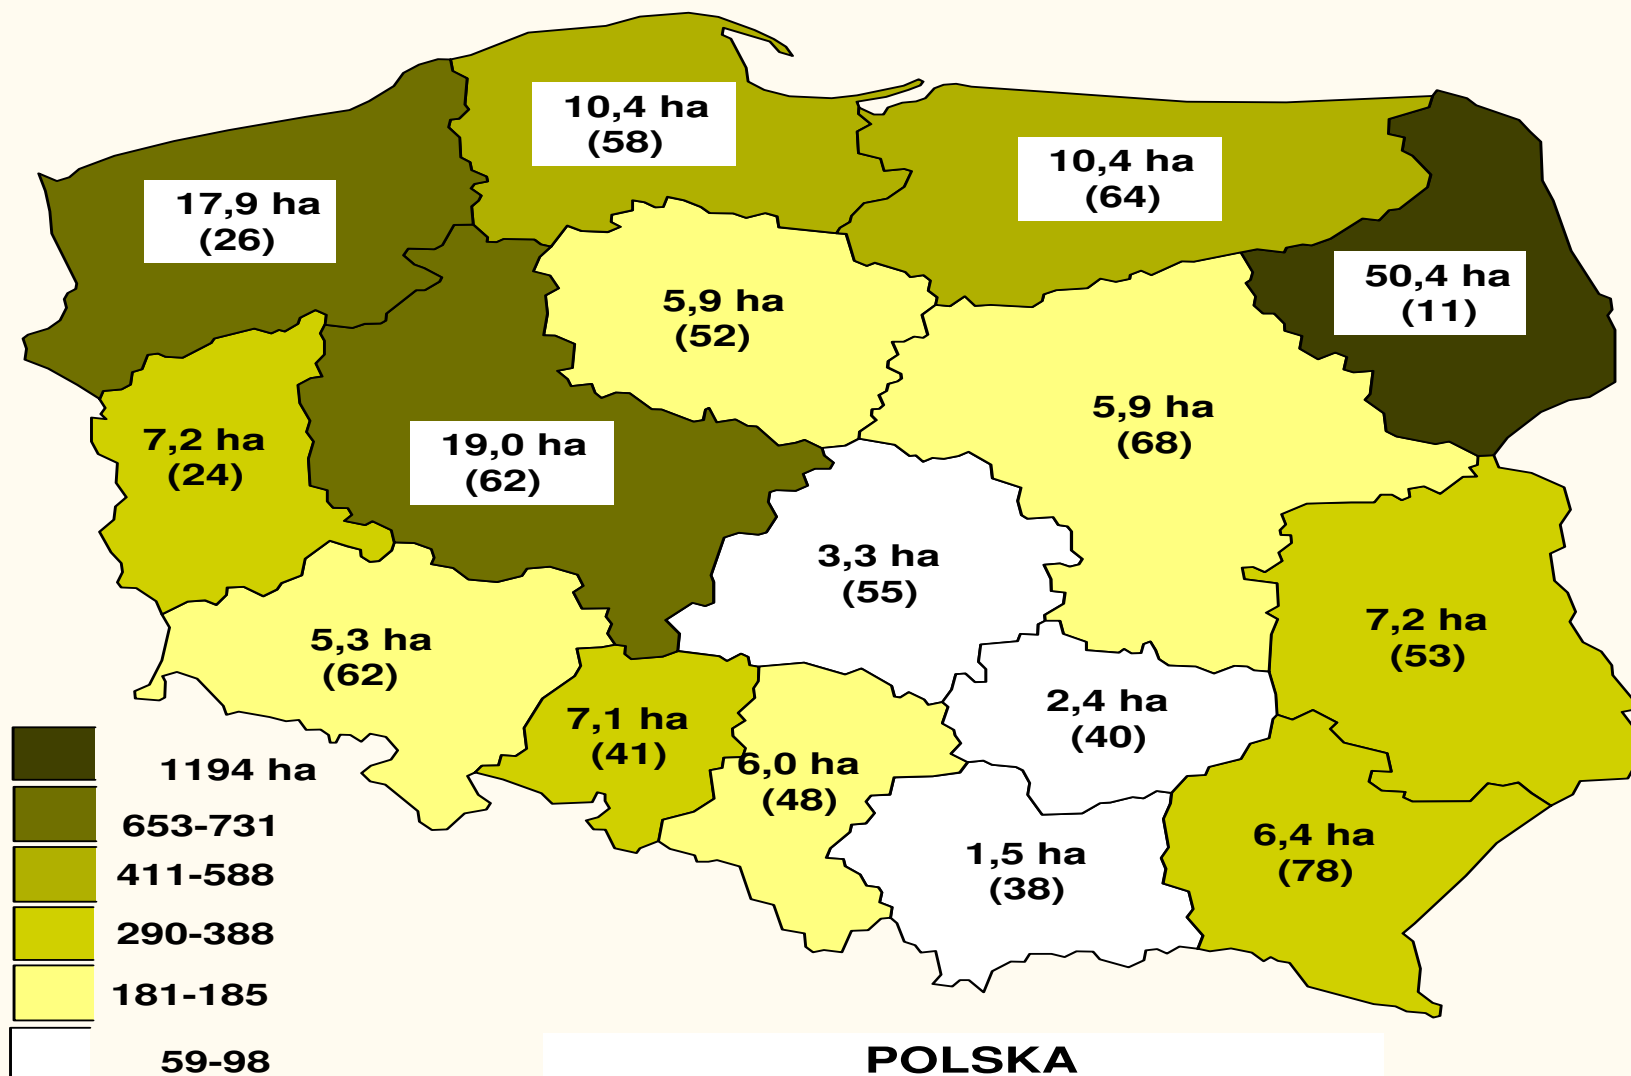 10,4 ha
(58)
10,4 ha
(64)
17,9 ha
(26)
50,4 ha
(11)
5,9 ha
(52)
5,9 ha
(68)
7,2 ha
(24)
19,0 ha
(62)
3,3 ha
(55)
7,2 ha
(53)
5,3 ha
(62)
2,4 ha
(40)
7,1 ha
(41)
6,0 ha
(48)
1,5 ha
(38)
6,4 ha
(78)
1194 ha
653-731
411-588
290-388
181-185
59-98
POLSKA